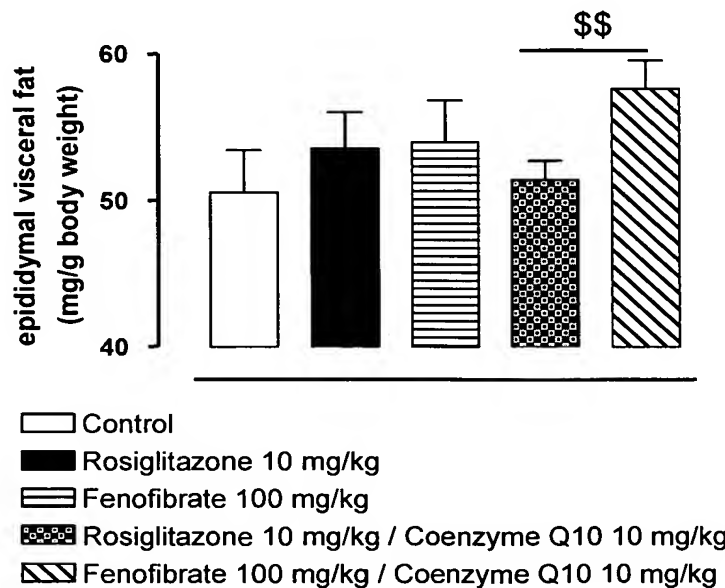 $$
60
50
40
epididymal visceral fat
(mg/g body weight)
Control
Rosiglitazone 10 mg/kg
Fenofibrate 100 mg/kg
Rosiglitazone 10 mg/kg / Coenzyme Q10 10 mg/kg
Fenofibrate 100 mg/kg / Coenzyme Q10 10 mg/kg